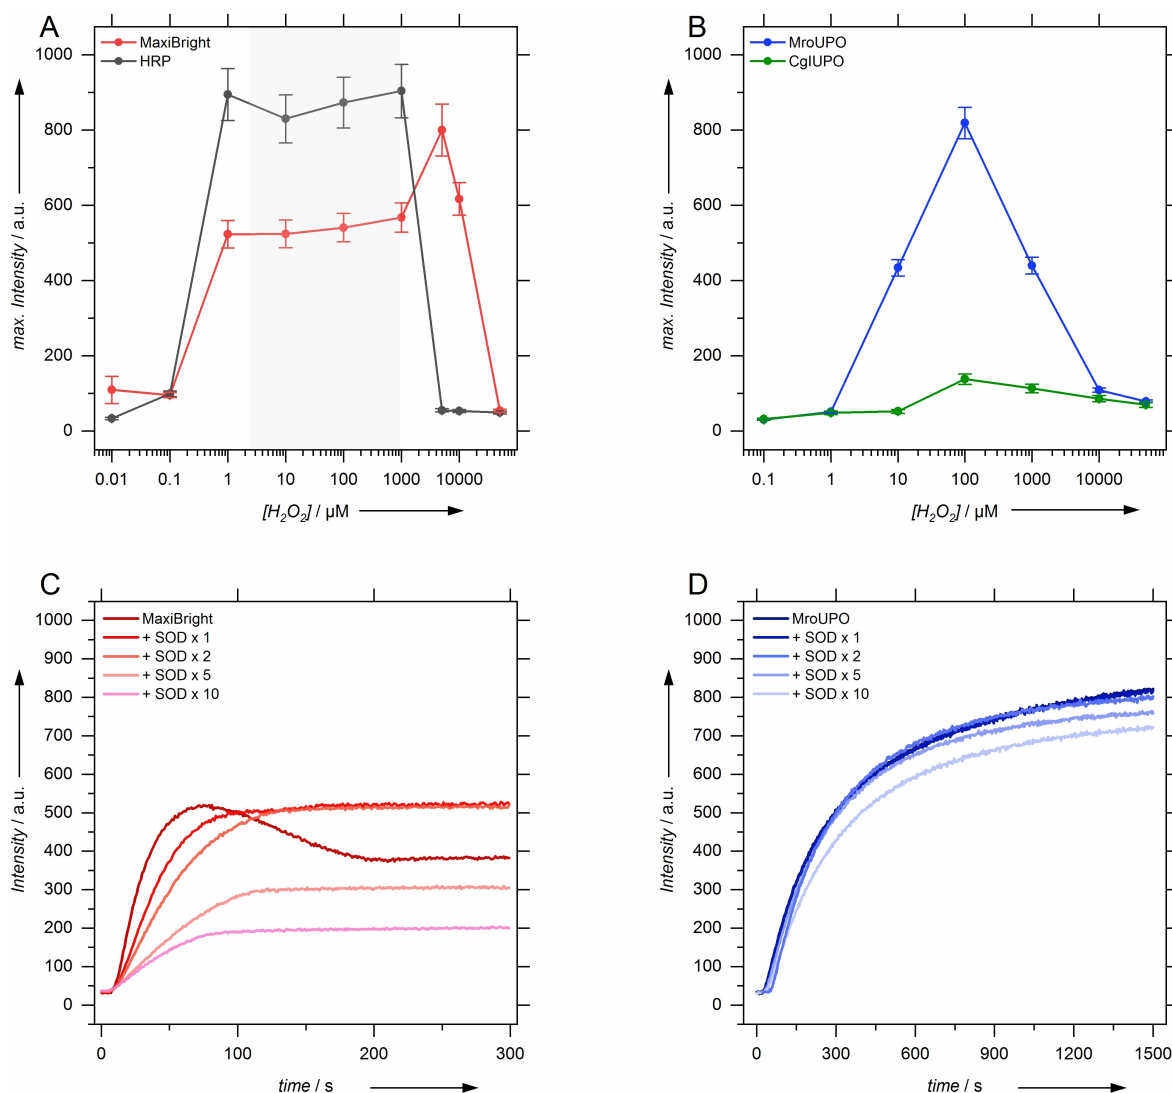 A
MaxiBright
HRP
1000
800
600
400
200
0
max. Intensity / a.u.
0.01 0.1 1 10 100 1000 10000
[H2O2] / µM
B
MroUPO
CglUPO
1000
800
600
400
200
0
max. Intensity / a.u.
0.1 1 10 100 1000 10000
[H2O2] / µM
C
MaxiBright
+ SOD x 1
+ SOD x 2
+ SOD x 5
+ SOD x 10
1000
900
800
700
600
500
400
300
200
100
0
Intensity / a.u.
0 100 200 300
time / s
D
MroUPO
+ SOD x 1
+ SOD x 2
+ SOD x 5
+ SOD x 10
1000
900
800
700
600
500
400
300
200
100
0
Intensity / a.u.
0 300 600 900 1200 1500
time / s